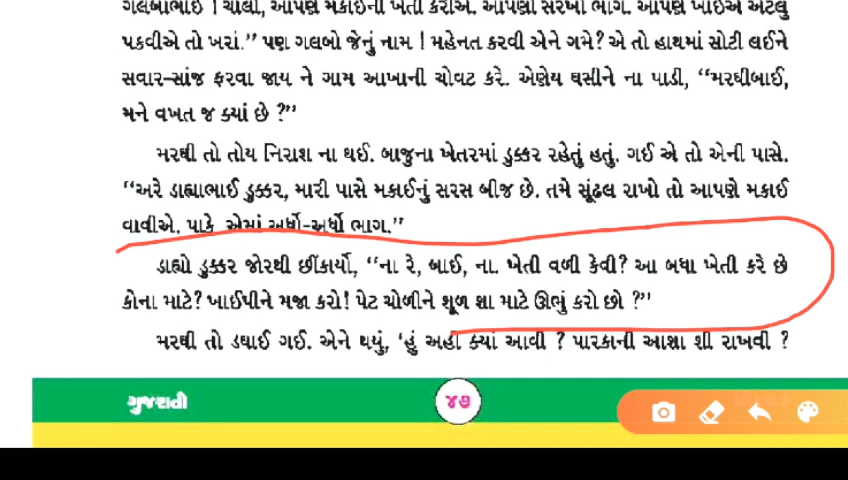 ગલબાભાઈ ! ચાલો, આપણે મકાઈની ખેતી કરીએ. આપણો સરખો ભાગ. આપણે ખાઈએ એટલું
પકવીએ તો ખરાં.” પણ ગલબો જેનું નામ ! મહેનત કરવી એને ગમે? એ તો હાથમાં સોટી લઈને
સવાર-સાંજ ફરવા જાય ને ગામ આખાની ચોવટ કરે. એણેય ઘસીને ના પાડી, “મરઘીબાઈ,
મને વખત જ ક્યાં છે ?”
મરઘી તો તોય નિરાશ ના થઈ. બાજુના ખેતરમાં ડુક્કર રહેતું હતું. ગઈ એ તો એની પાસે.
“અરે ડાહ્યાભાઈ ડુક્કર, મારી પાસે મકાઈનું સરસ બીજ છે. તમે સૂંઢલ રાખો તો આપણે મકાઈ
વાવીએ. પાકે એમાં અર્ધો-અર્ધો ભાગ.”
ડાહ્યો ડુક્કર જોરથી છીંકાર્યો, “ના રે, બાઈ, ના. ખેતી વળી કેવી? આ બધા ખેતી કરે છે
કોના માટે? ખાઈપીને મજા કરો! પેટ ચોળીને શૂળ શા માટે ઊભું કરો છો ?”
મરઘી તો ડઘાઈ ગઈ. એને થયું, ‘હું અહીં ક્યાં આવી ? પારકાની આશા શી રાખવી ?
ગુજરાતી
૪૭